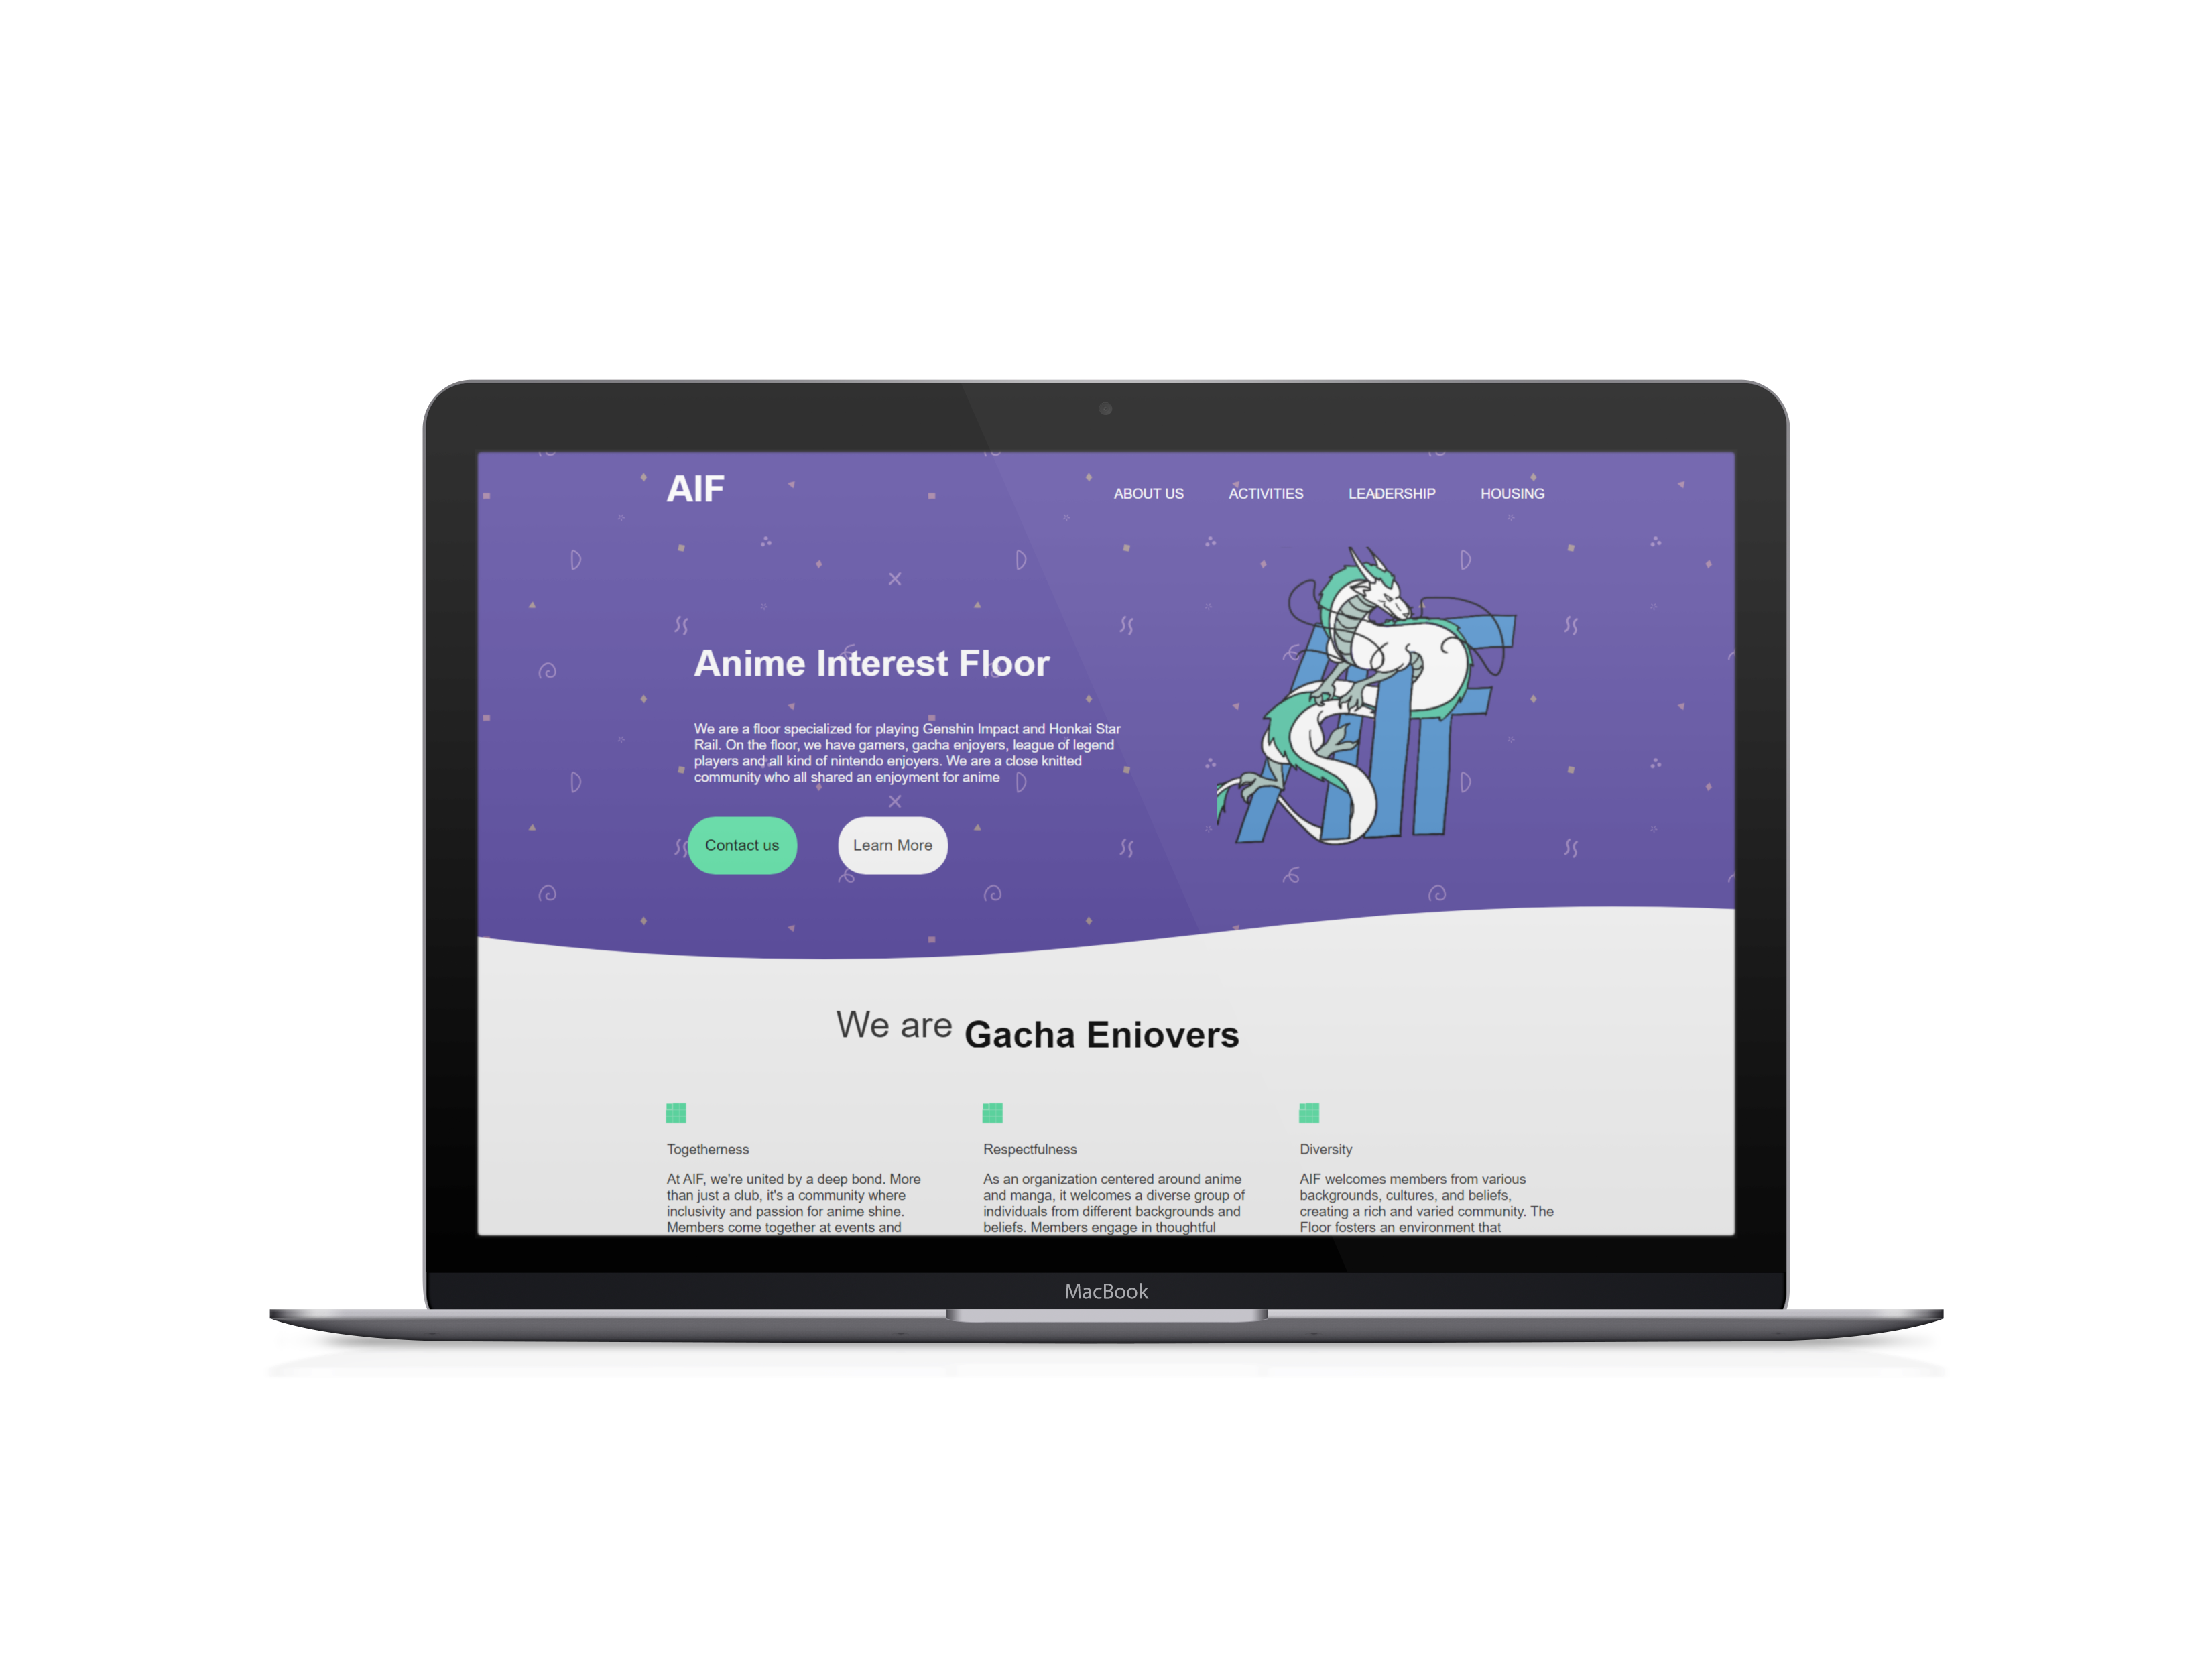 AIF
ABOUT US ACTIVITIES LEADERSHIP HOUSING
AIF
Anime Interest Floor
We are a floor specialized for playing Genshin Impact and Honkai Star
Rail. On the floor, we have gamers, gacha enjoyers, league of legend
players and all kind of nintendo enjoyers. We are a close knitted
community who all shared an enjoyment for anime
Contact us Learn More
We are Gacha Enjoyers
Togetherness
At AIF, we're united by a deep bond. More
than just a club, it's a community where
inclusivity and passion for anime shine.
Members come together at events and
Respectfulness
As an organization centered around anime
and manga, it welcomes a diverse group of
individuals from different backgrounds and
beliefs. Members engage in thoughtful
Diversity
AIF welcomes members from various
backgrounds, cultures, and beliefs,
creating a rich and varied community. The
Floor fosters an environment that
MacBook